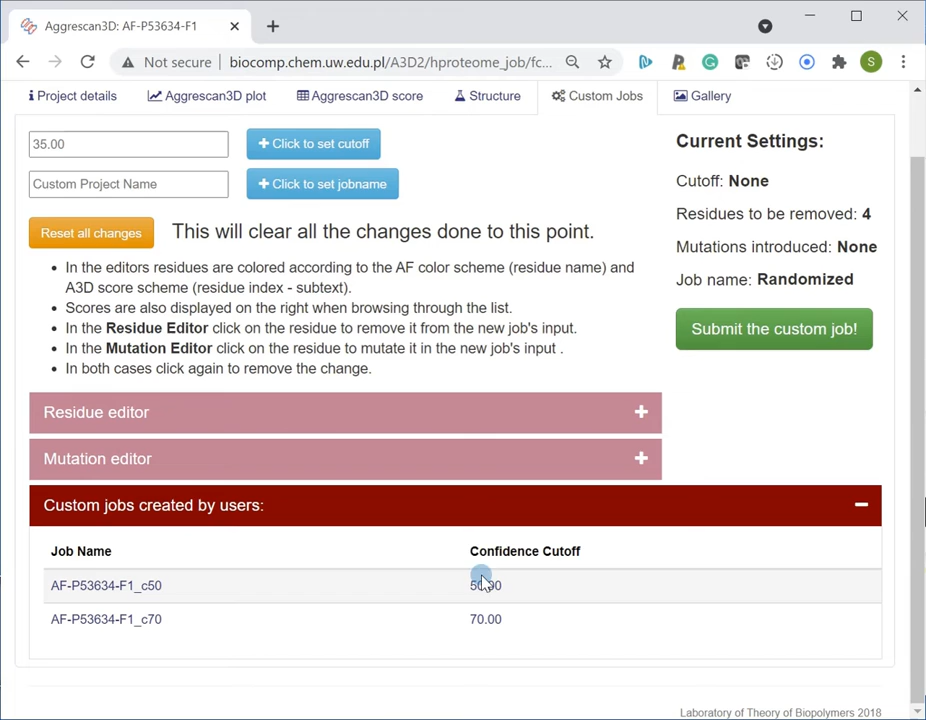 Aggrescan3D: AF-P53634-F1
Not secure | biocomp.chem.uw.edu.pl/A3D2/hproteome_job/fc...
S
Project details
Aggrescan3D plot
Aggrescan3D score
Structure
Custom Jobs
Gallery
35.00
Click to set cutoff
Custom Project Name
Click to set jobname
Reset all changes
This will clear all the changes done to this point.
In the editors residues are colored according to the AF color scheme (residue name) and
A3D score scheme (residue index - subtext).
Scores are also displayed on the right when browsing through the list.
In the Residue Editor click on the residue to remove it from the new job's input.
In the Mutation Editor click on the residue to mutate it in the new job's input .
In both cases click again to remove the change.
Current Settings:
Cutoff: None
Residues to be removed: 4
Mutations introduced: None
Job name: Randomized
Submit the custom job!
Residue editor
Mutation editor
Custom jobs created by users:
Job Name Confidence Cutoff
AF-P53634-F1_c50 50.00
AF-P53634-F1_c70 70.00
Laboratory of Theory of Biopolymers 2018